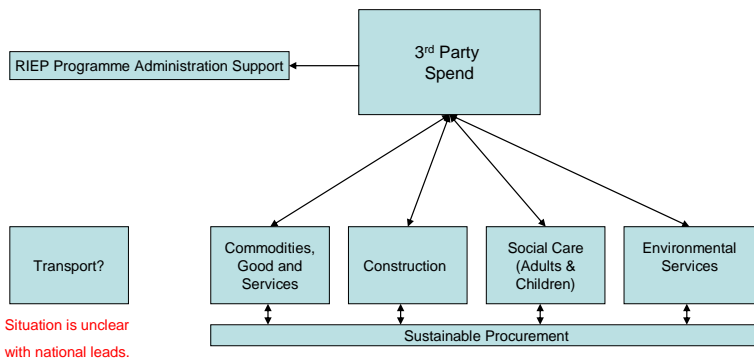 3rd Party
Spend
RIEP Programme Administration Support
Transport?
Commodities,
Good and
Services
Construction
Social Care
(Adults &
Children)
Environmental
Services
Situation is unclear
with national leads.
Sustainable Procurement